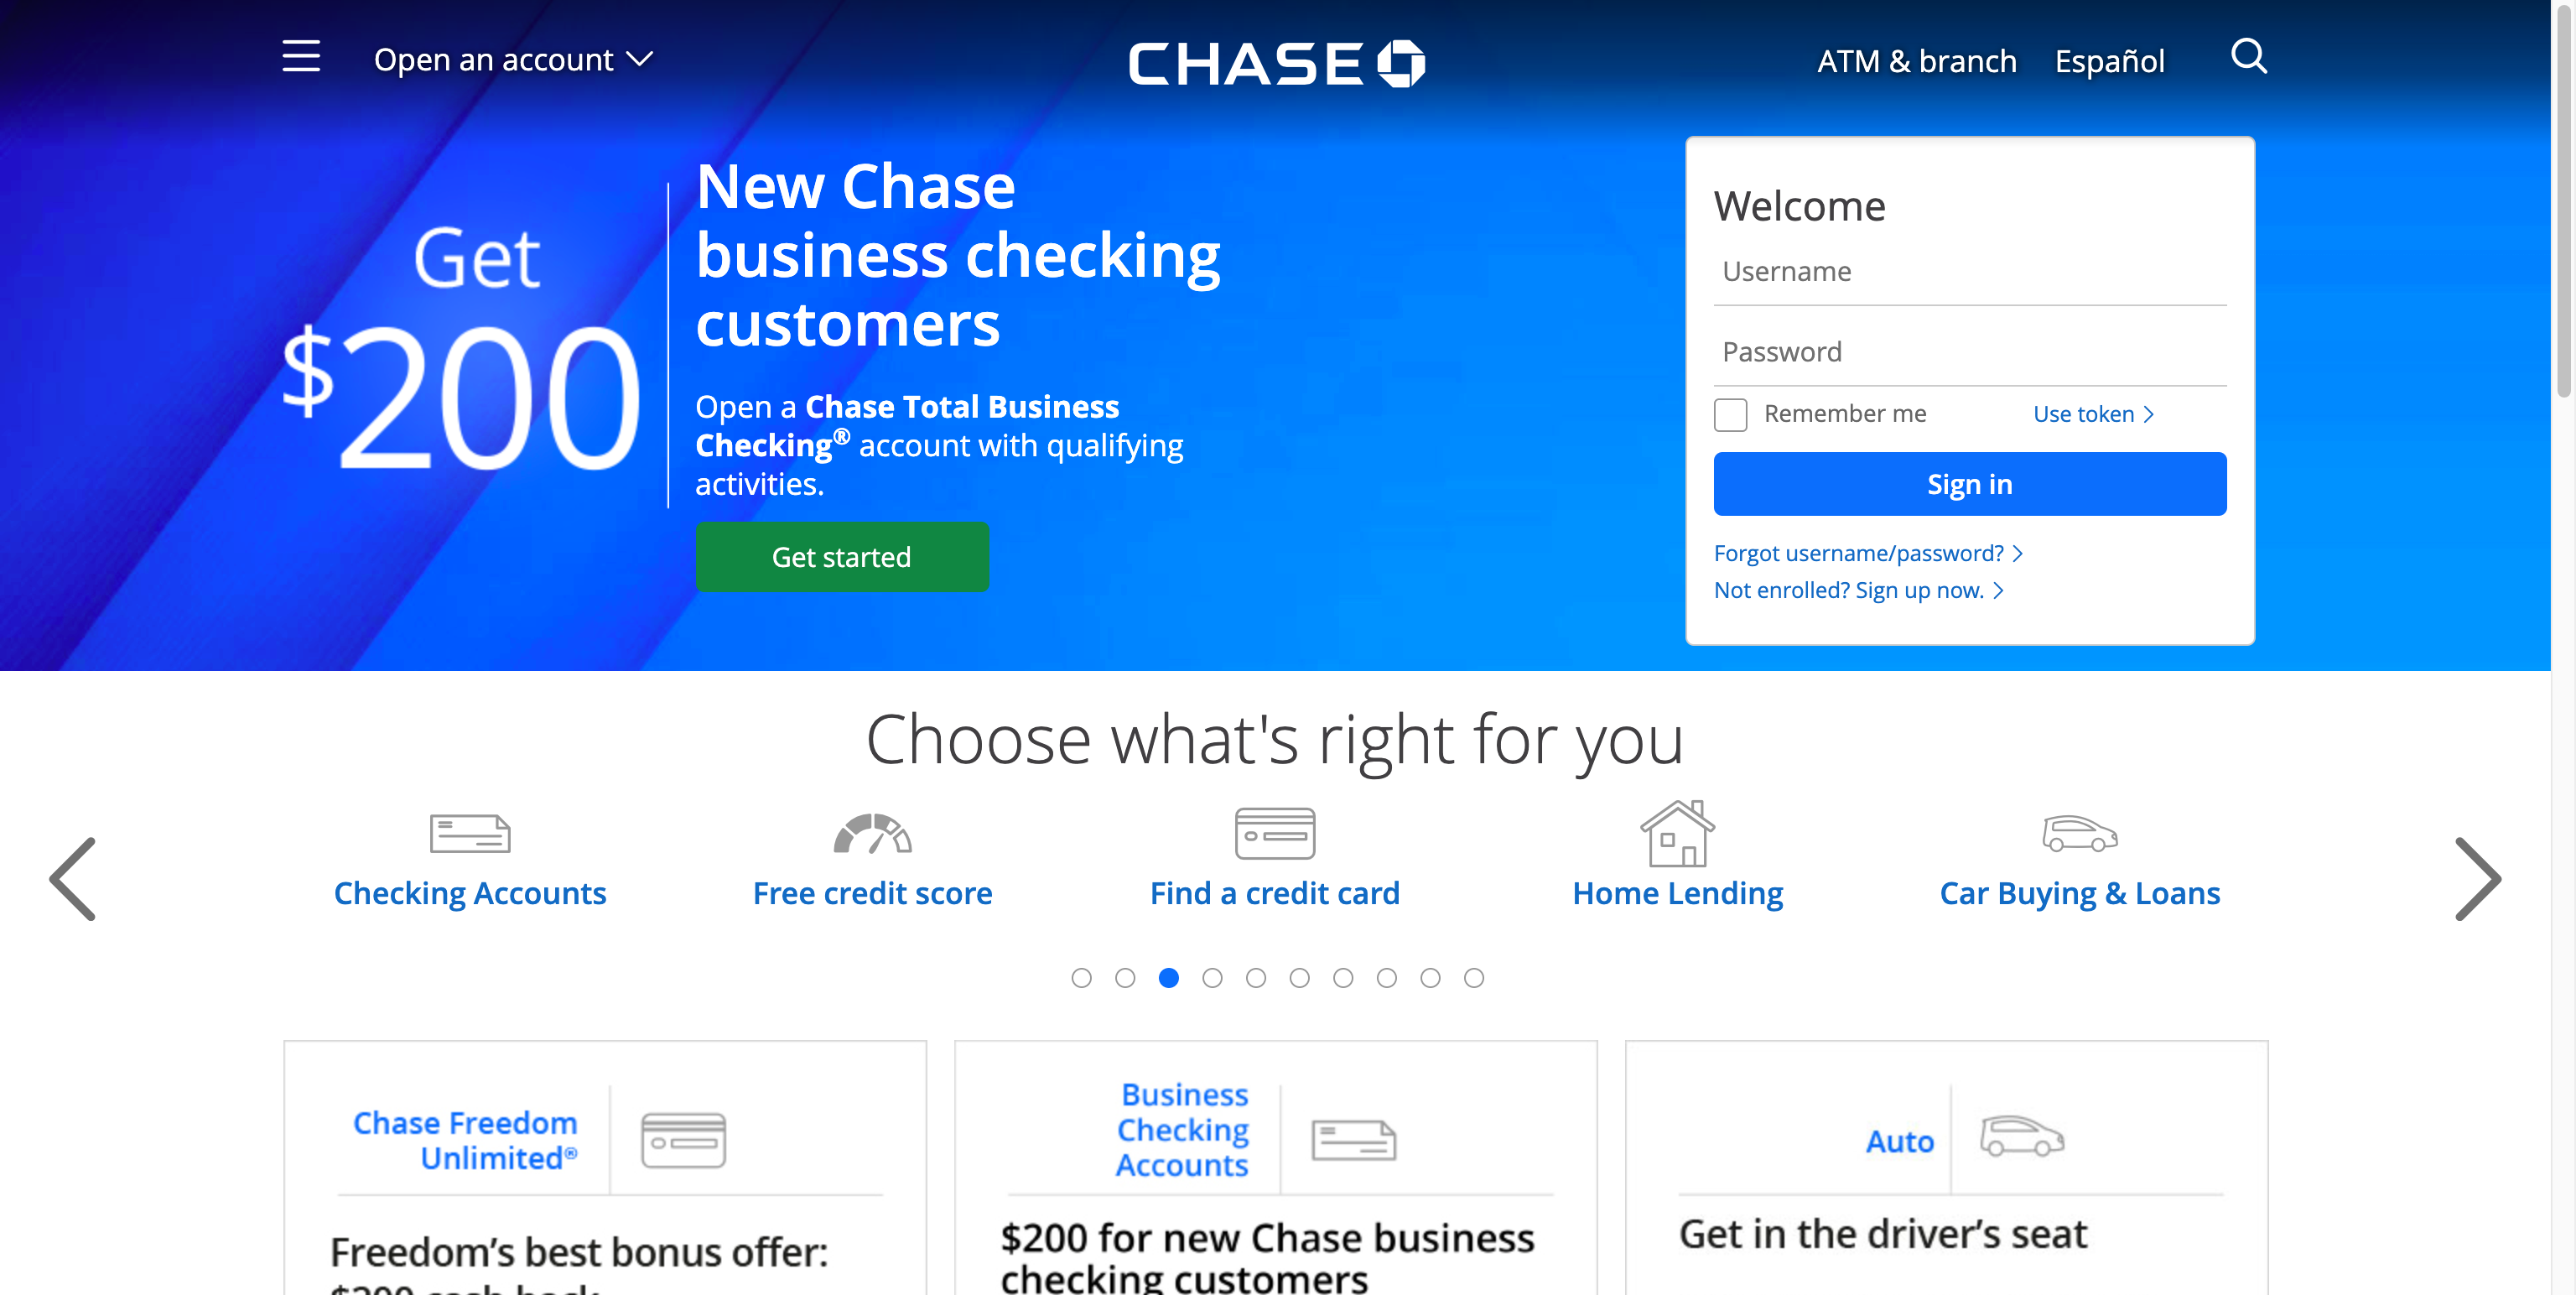 Open an account
CHASE
ATM & branch
Español
Get
$200
New Chase
business checking
customers
Open a Chase Total Business
Checking® account with qualifying
activities.
Get started
Welcome
Username
Password
Remember me
Use token
Sign in
Forgot username/password?
Not enrolled? Sign up now.
Choose what's right for you
Checking Accounts
Free credit score
Find a credit card
Home Lending
Car Buying & Loans
Chase Freedom
Unlimited®
Freedom’s best bonus offer:
$200 cash back
Business
Checking
Accounts
$200 for new Chase business
checking customers
Auto
Get in the driver’s seat